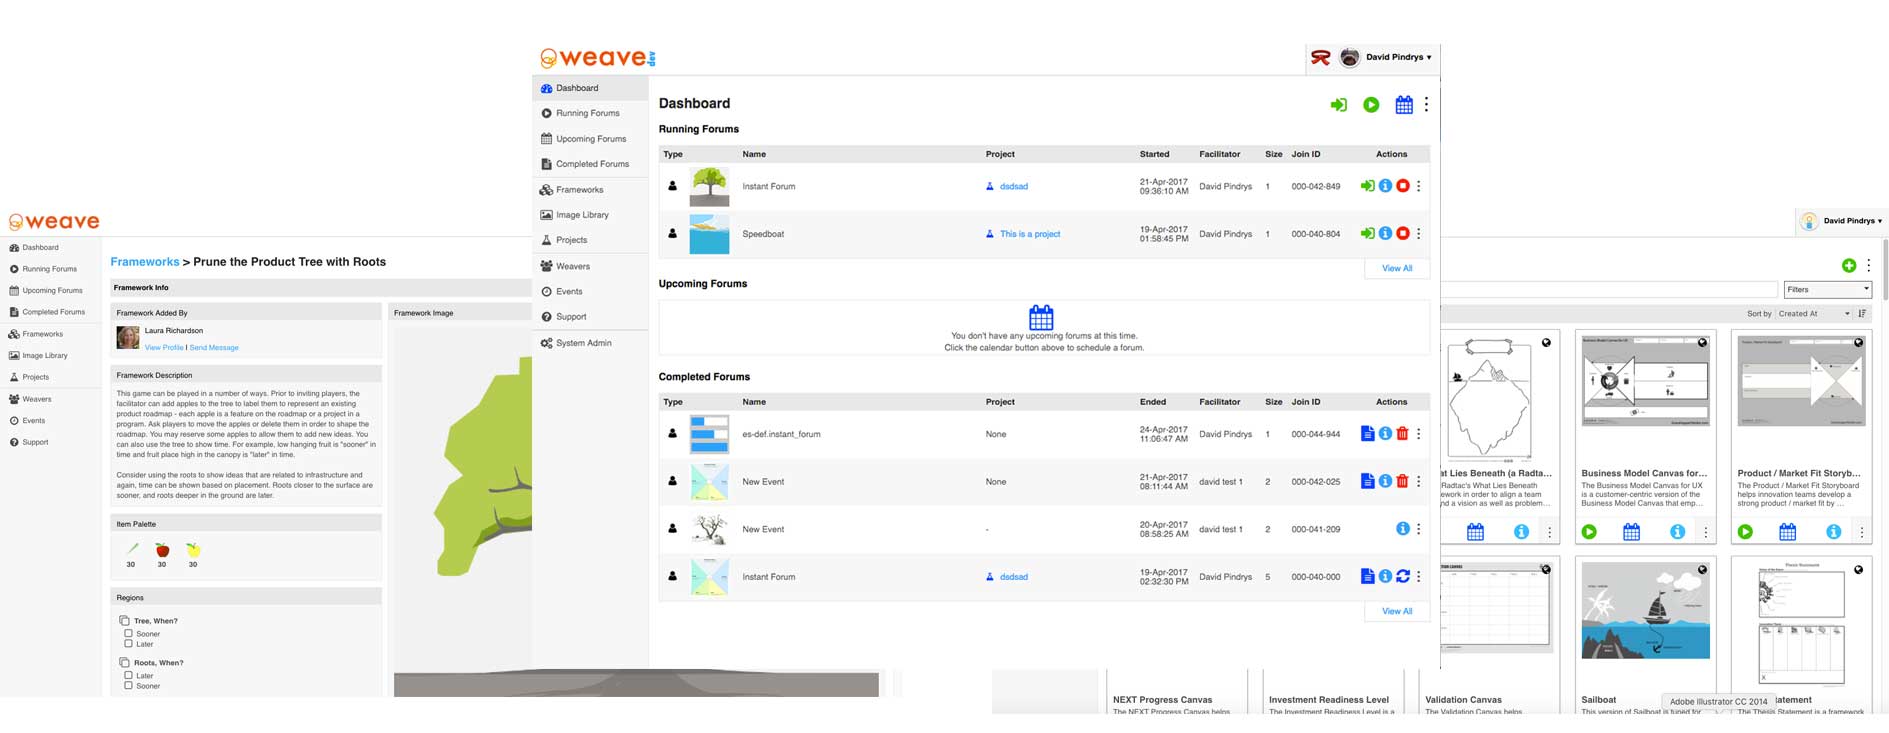 weave
Dashboard
Running Forums
Upcoming Forums
Completed Forums
Frameworks
Image Library
Projects
Weavers
Events
Support
Frameworks > Prune the Product Tree with Roots
Framework Info
Framework Added By
Laura Richardson
View Profile | Send Message
Framework Description
This game can be played in a number of ways. Prior to inviting players, the
facilitator can add apples to the tree to label them to represent an existing
product roadmap - each apple is a feature on the roadmap or a project in a
program. Ask players to move the apples or delete them in order to shape the
roadmap. You may reserve some apples to allow them to add new ideas. You
can also use the tree to show time. For example, low hanging fruit is "sooner" in
time and fruit place high in the canopy is "later" in time.
Consider using the roots to show ideas that are related to infrastructure and
again, time can be shown based on placement. Roots closer to the surface are
sooner, and roots deeper in the ground are later.
Item Palette
30 30 30
Regions
Tree, When?
Sooner
Later
Roots, When?
Later
Sooner
Framework Image
weave dev
David Pindrys
Dashboard
Running Forums
Upcoming Forums
Completed Forums
Frameworks
Image Library
Projects
Weavers
Events
Support
System Admin
Dashboard
Running Forums
Type Name Project Started Facilitator Size Join ID Actions
Instant Forum dsdsad 21-Apr-2017 09:36:10 AM David Pindrys 1 000-042-849
Speedboat This is a project 19-Apr-2017 01:58:45 PM David Pindrys 1 000-040-804
View All
Upcoming Forums
You don't have any upcoming forums at this time.
Click the calendar button above to schedule a forum.
Completed Forums
Type Name Project Ended Facilitator Size Join ID Actions
es-def.instant_forum None 24-Apr-2017 11:06:47 AM David Pindrys 1 000-044-944
New Event None 21-Apr-2017 08:11:44 AM david test 1 2 000-042-025
New Event - 20-Apr-2017 08:58:25 AM david test 1 2 000-041-209
Instant Forum dsdsad 19-Apr-2017 02:32:30 PM David Pindrys 5 000-040-000
View All
David Pindrys
Filters
Sort by Created At
at Lies Beneath (a Radta...
Radtac's What Lies Beneath
ework in order to align a team
nd a vision as well as problem...
Business Model Canvas for...
The Business Model Canvas for UX
is a customer-centric version of the
Business Model Canvas that emp...
Product / Market Fit Storyb...
The Product / Market Fit Storyboard
helps innovation teams develop a
strong product / market fit by ...
Thesis Statement
NEXT Progress Canvas
The NEXT Progress Canvas helps
Investment Readiness Level
The Investment Readiness Level is a
Validation Canvas
The Validation Canvas helps
Sailboat
This version of Sailboat is tuned for
Adobe Illustrator CC 2014
tatement
The Thesis Statement is a framework